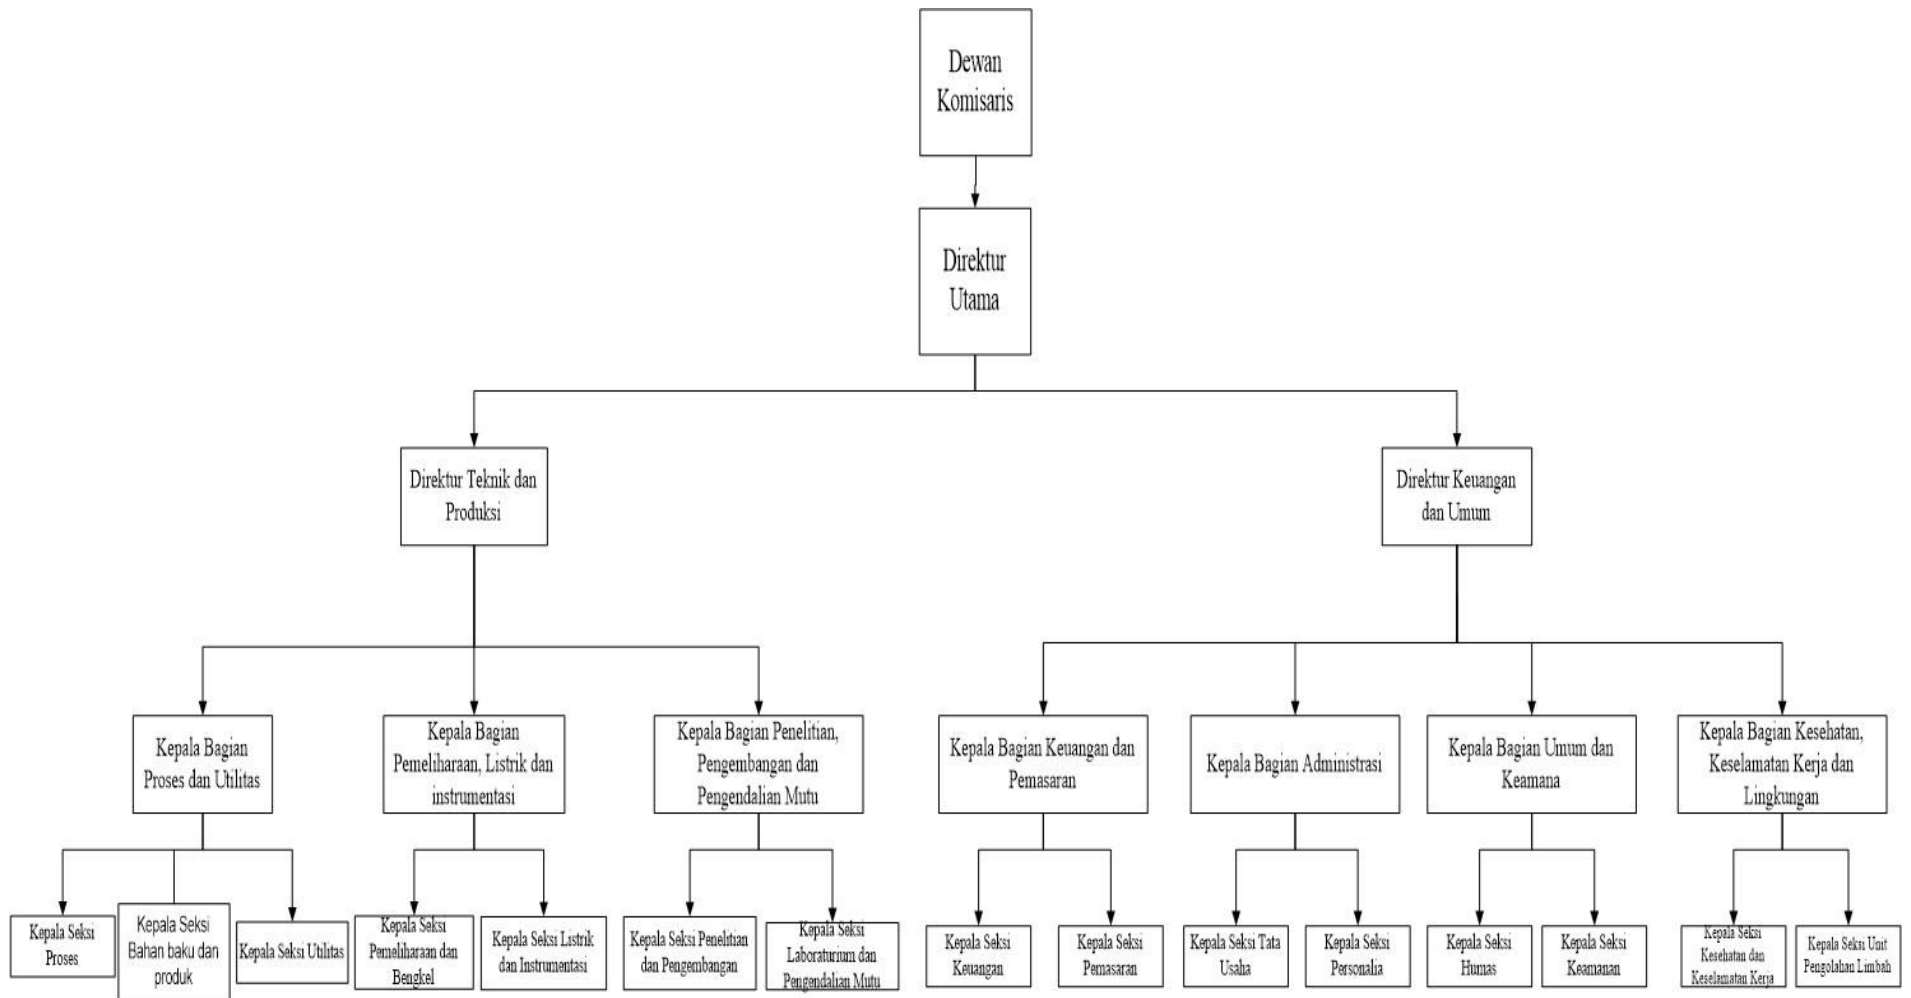 Dewan
Komisaris
Direktur
Utama
Direktur Teknik dan
Produksi
Direktur Keuangan
dan Umum
Kepala Bagian
Proses dan Utilitas
Kepala Bagian
Pemeliharaan, Listrik dan
instrumentasi
Kepala Bagian Penelitian,
Pengembangan dan
Pengendalian Mutu
Kepala Bagian Keuangan dan
Pemasaran
Kepala Bagian Administrasi
Kepala Bagian Umum dan
Keamana
Kepala Bagian Kesehatan,
Keselamatan Kerja dan
Lingkungan
Kepala Seksi
Proses
Kepala Seksi
Bahan baku dan
produk
Kepala Seksi Utilitas
Kepala Seksi
Pemeliharaan dan
Bengkel
Kepala Seksi Listrik
dan Instrumentasi
Kepala Seksi Penelitian
dan Pengembangan
Kepala Seksi
Laboraturium dan
Pengendalian Mutu
Kepala Seksi
Keuangan
Kepala Seksi
Pemasaran
Kepala Seksi Tata
Usaha
Kepala Seksi
Personalia
Kepala Seksi
Humas
Kepala Seksi
Keamanan
Kepala Seksi
Kesehatan dan
Keselamatan Kerja
Kepala Seksi Unit
Pengolahan Limbah